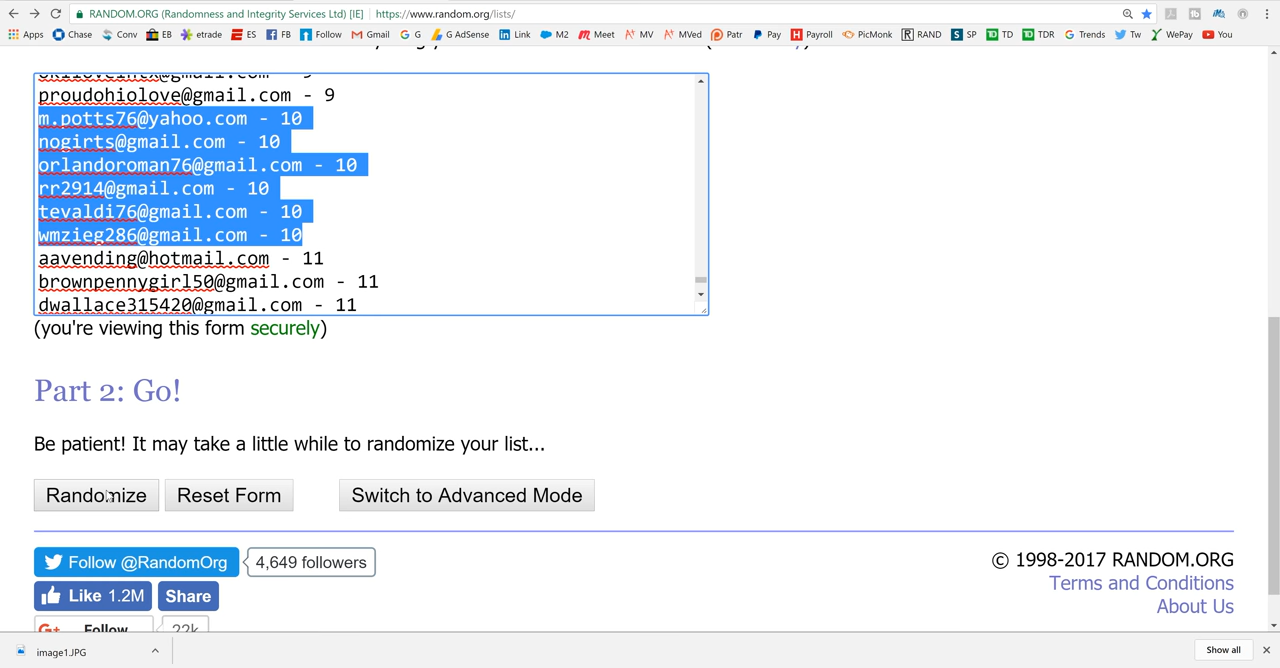 RANDOM.ORG (Randomness and Integrity Services Ltd) [IE] https://www.random.org/lists/
Apps Chase Conv EB etrade ES FB Follow Gmail G G AdSense Link M2 Meet MV MVed Patr Pay Payroll PicMonk RAND SP TD TDR Trends Tw WePay You
proudohiolove@gmail.com - 9
m.potts76@yahoo.com - 10
nogirts@gmail.com - 10
orlandoroman76@gmail.com - 10
rr2914@gmail.com - 10
tevaldi76@gmail.com - 10
wmzieg286@gmail.com - 10
aavending@hotmail.com - 11
brownpennygirl50@gmail.com - 11
dwallace315420@gmail.com - 11
(you're viewing this form securely)
Part 2: Go!
Be patient! It may take a little while to randomize your list...
Randomize Reset Form Switch to Advanced Mode
Follow @RandomOrg 4,649 followers
© 1998-2017 RANDOM.ORG
Like 1.2M Share
Terms and Conditions
About Us
G+ Follow 22k
image1.JPG Show all